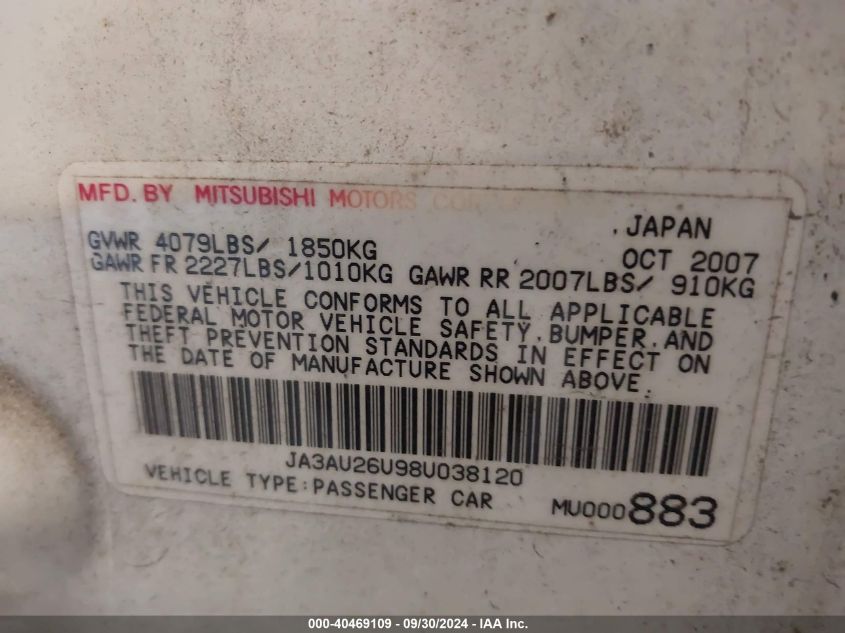 MFD. BY MITSUBISHI MOTORS COR
. JAPAN
GVWR 4079LBS/ 1850KG OCT 2007
GAWR FR 2227LBS/1010KG GAWR RR 2007LBS/ 910KG
THIS VEHICLE CONFORMS TO ALL APPLICABLE
FEDERAL MOTOR VEHICLE SAFETY, BUMPER, AND
THEFT PREVENTION STANDARDS IN EFFECT ON
THE DATE OF MANUFACTURE SHOWN ABOVE.
JA3AU26U98U038120
VEHICLE TYPE:PASSENGER CAR MU000883
000-40469109 - 09/30/2024 - IAA Inc.